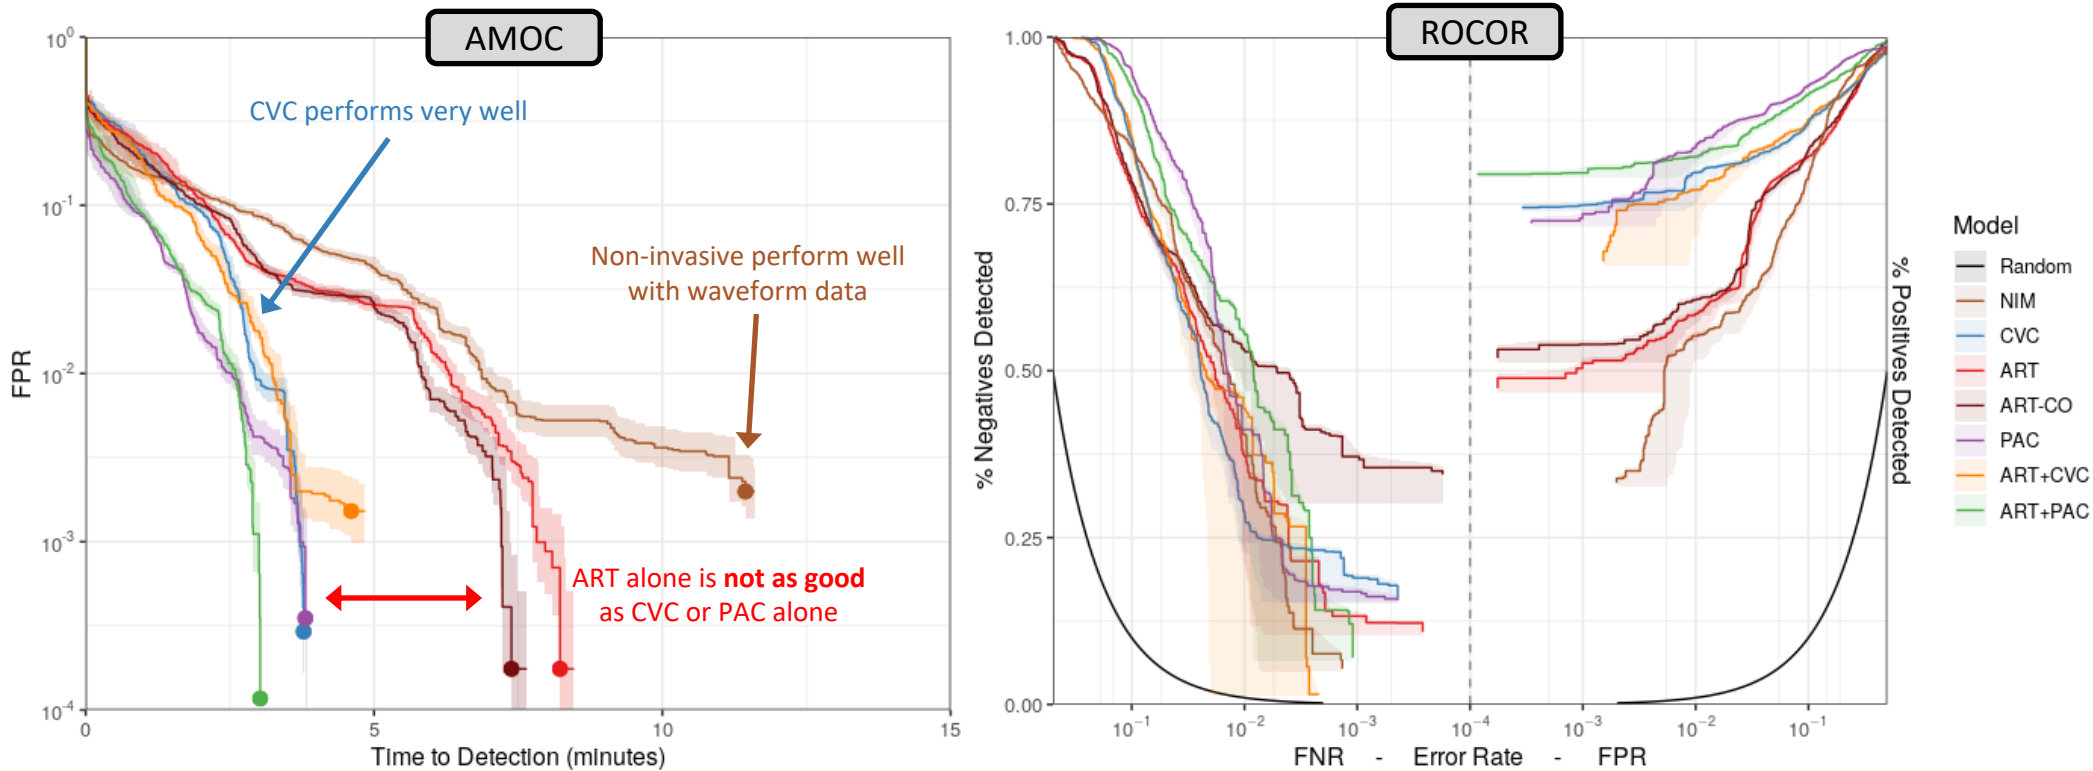 AMOC
ROCOR
CVC performs very well
Non-invasive perform well
with waveform data
ART alone is not as good
as CVC or PAC alone
10⁰
10⁻¹
10⁻²
10⁻³
10⁻⁴
FPR
0
5
10
15
Time to Detection (minutes)
1.00
0.75
0.50
0.25
0.00
% Negatives Detected
% Positives Detected
10⁻¹
10⁻²
10⁻³
10⁻⁴
10⁻³
10⁻²
10⁻¹
FNR - Error Rate - FPR
Model
Random
NIM
CVC
ART
ART-CO
PAC
ART+CVC
ART+PAC